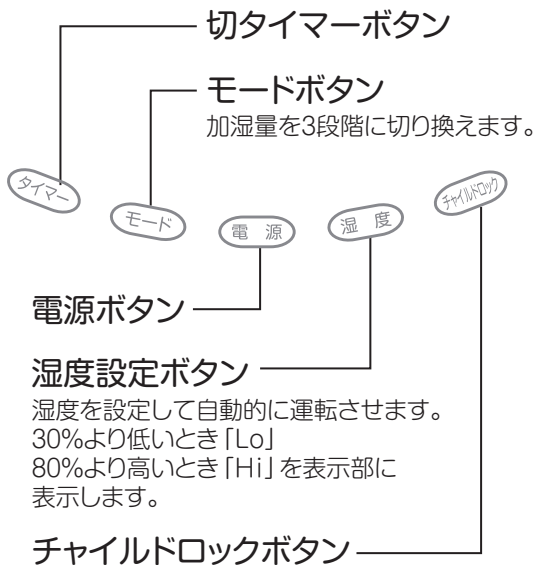 切タイマーボタン
モードボタン
加湿量を3段階に切り換えます。
タイマー
モード
電 源
湿 度
チャイルドロック
電源ボタン
湿度設定ボタン
湿度を設定して自動的に運転させます。
30%より低いとき「Lo」
80%より高いとき「Hi」を表示部に
表示します。
チャイルドロックボタン